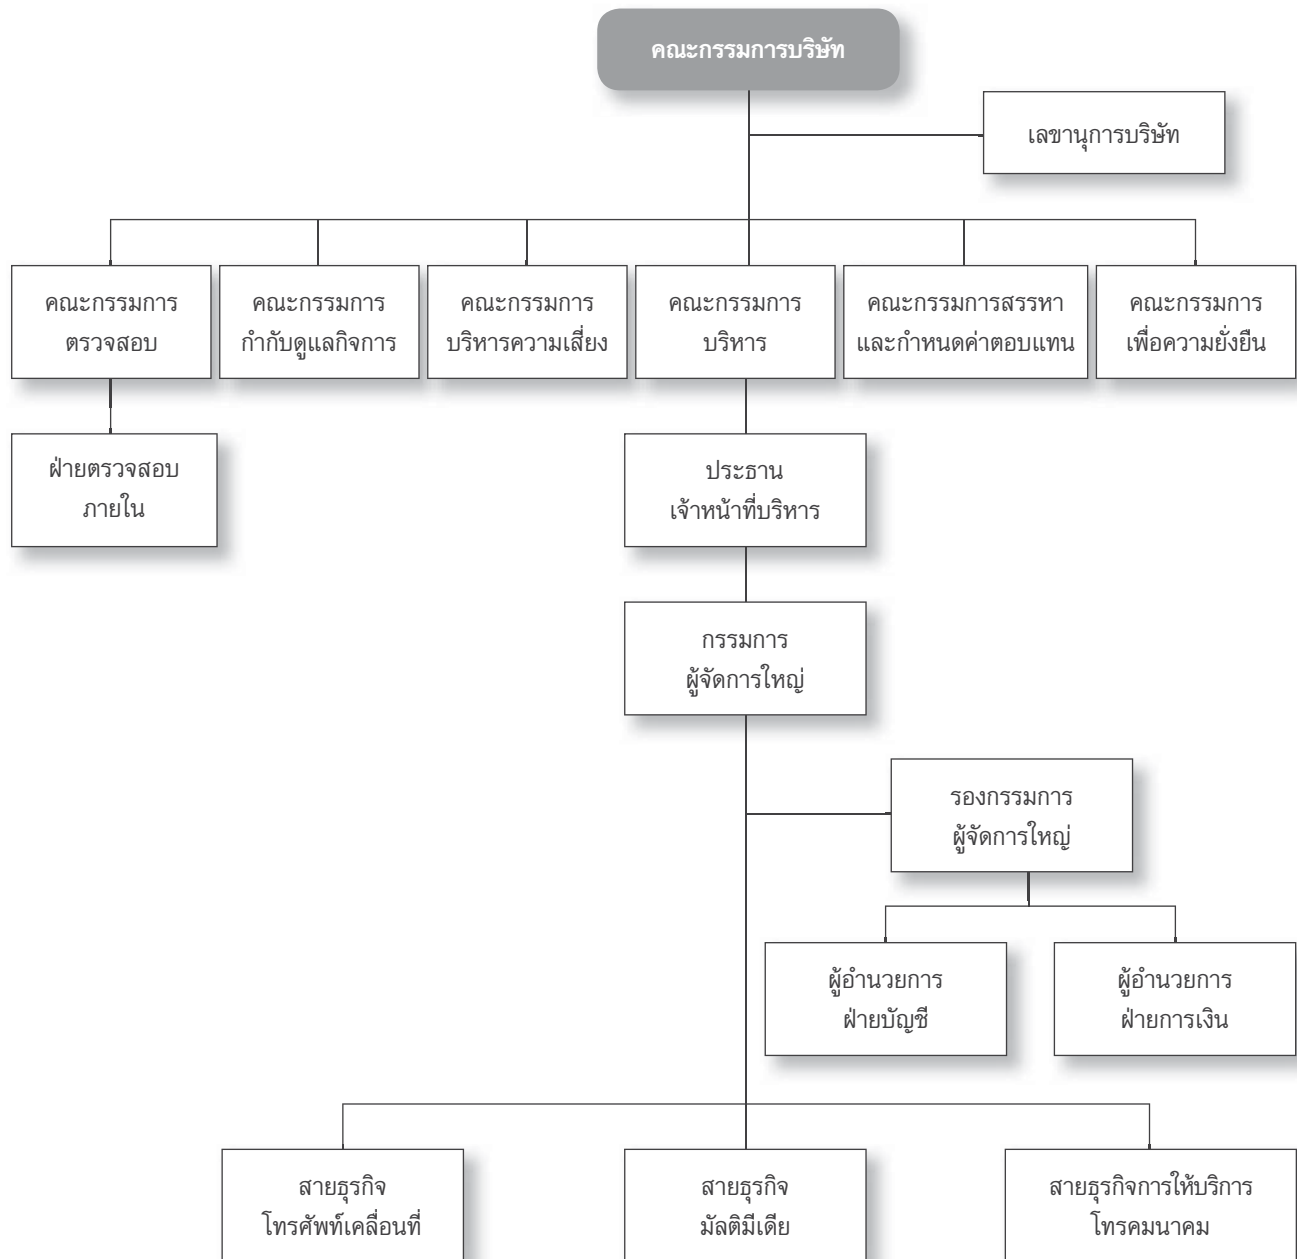 คณะกรรมการบริษัท
เลขานุการบริษัท
คณะกรรมการ
ตรวจสอบ
คณะกรรมการ
กำกับดูแลกิจการ
คณะกรรมการ
บริหารความเสี่ยง
คณะกรรมการ
บริหาร
คณะกรรมการสรรหา
และกำหนดค่าตอบแทน
คณะกรรมการ
เพื่อความยั่งยืน
ฝ่ายตรวจสอบ
ภายใน
ประธาน
เจ้าหน้าที่บริหาร
กรรมการ
ผู้จัดการใหญ่
รองกรรมการ
ผู้จัดการใหญ่
ผู้อำนวยการ
ฝ่ายบัญชี
ผู้อำนวยการ
ฝ่ายการเงิน
สายธุรกิจ
โทรศัพท์เคลื่อนที่
สายธุรกิจ
มัลติมีเดีย
สายธุรกิจการให้บริการ
โทรคมนาคม